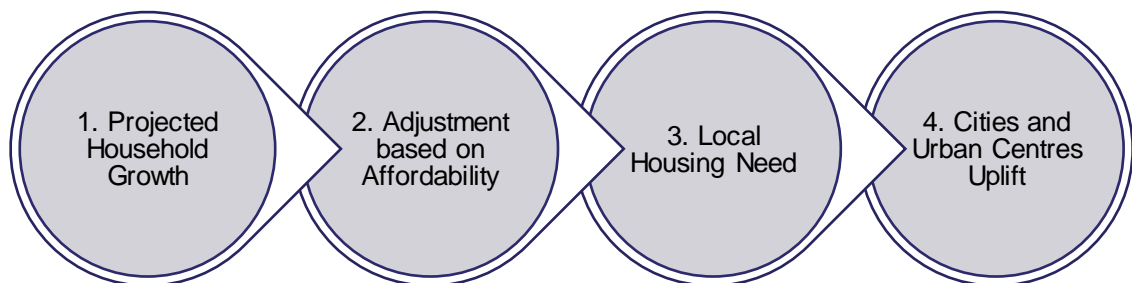 1. Projected
Household
Growth
2. Adjustment
based on
Affordability
3. Local
Housing Need
4. Cities and
Urban Centres
Uplift